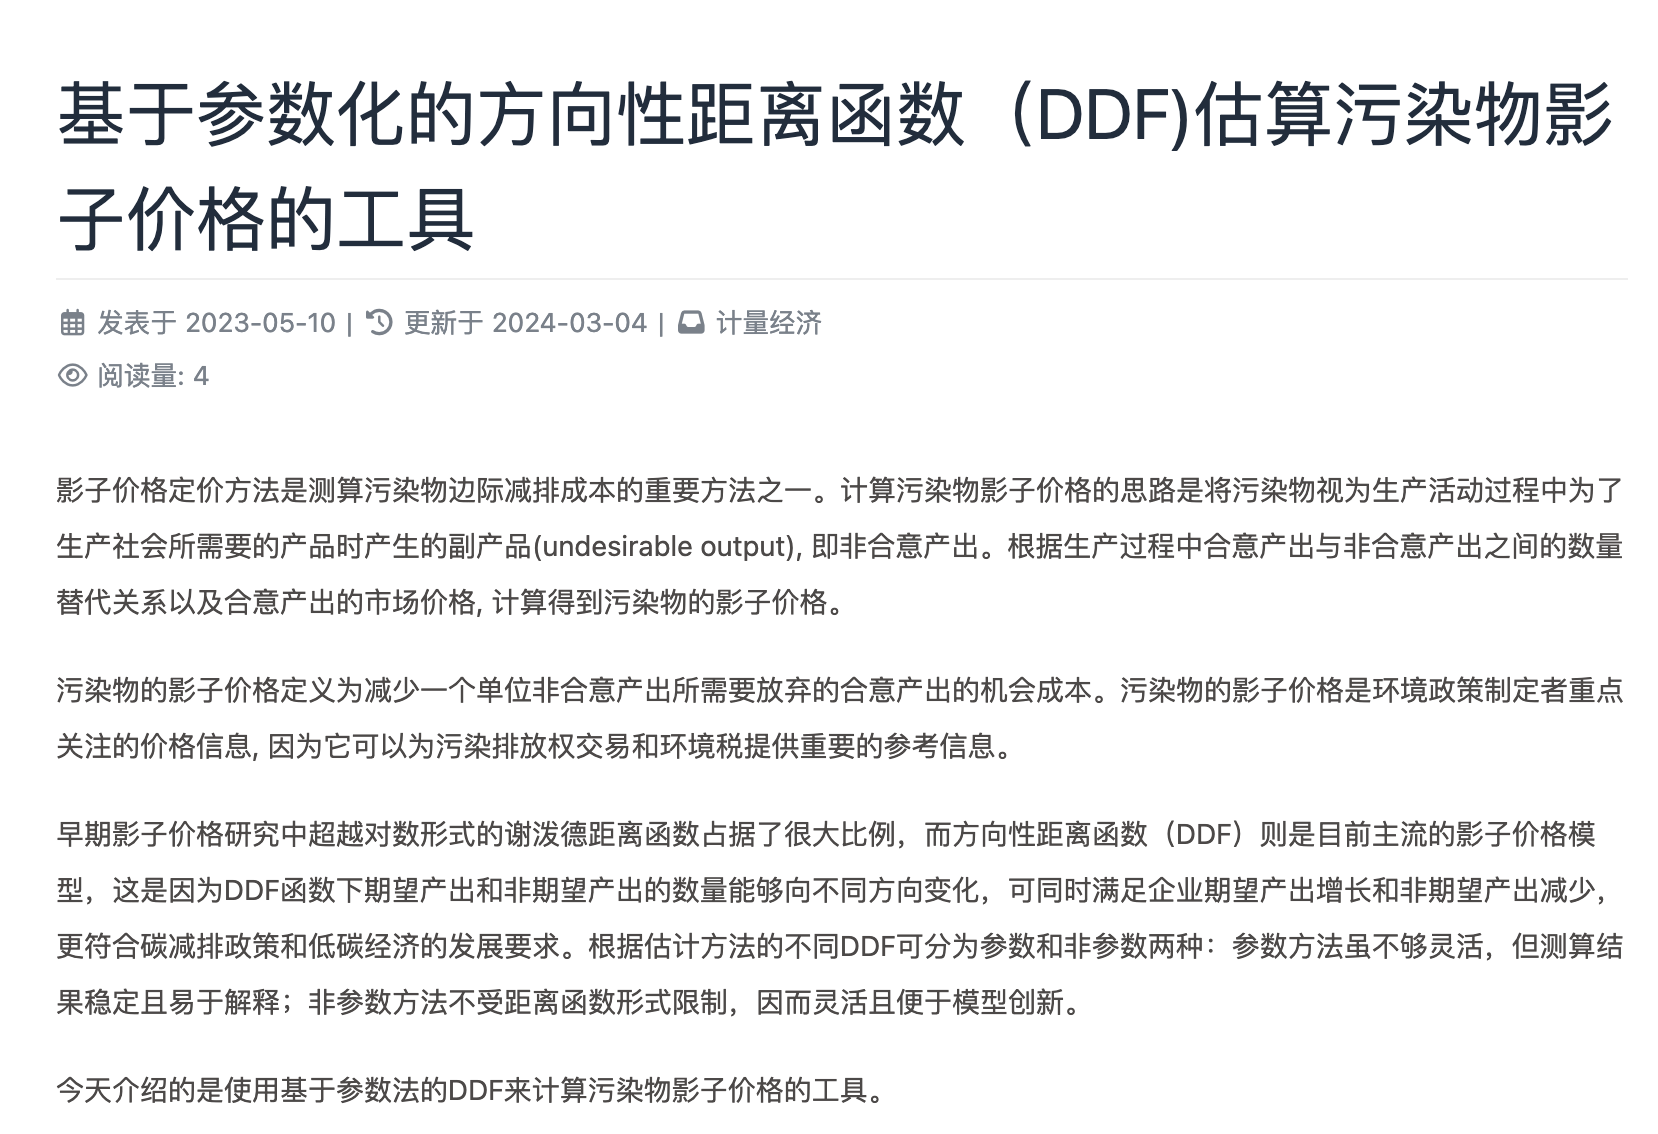 基于参数化的方向性距离函数（DDF)估算污染物影
子价格的工具
发表于 2023-05-10 | 更新于 2024-03-04 | 计量经济
阅读量: 4
影子价格定价方法是测算污染物边际减排成本的重要方法之一。计算污染物影子价格的思路是将污染物视为生产活动过程中为了
生产社会所需要的产品时产生的副产品(undesirable output), 即非合意产出。根据生产过程中合意产出与非合意产出之间的数量
替代关系以及合意产出的市场价格, 计算得到污染物的影子价格。
污染物的影子价格定义为减少一个单位非合意产出所需要放弃的合意产出的机会成本。污染物的影子价格是环境政策制定者重点
关注的价格信息, 因为它可以为污染排放权交易和环境税提供重要的参考信息。
早期影子价格研究中超越对数形式的谢泼德距离函数占据了很大比例，而方向性距离函数（DDF）则是目前主流的影子价格模
型，这是因为DDF函数下期望产出和非期望产出的数量能够向不同方向变化，可同时满足企业期望产出增长和非期望产出减少，
更符合碳减排政策和低碳经济的发展要求。根据估计方法的不同DDF可分为参数和非参数两种：参数方法虽不够灵活，但测算结
果稳定且易于解释；非参数方法不受距离函数形式限制，因而灵活且便于模型创新。
今天介绍的是使用基于参数法的DDF来计算污染物影子价格的工具。